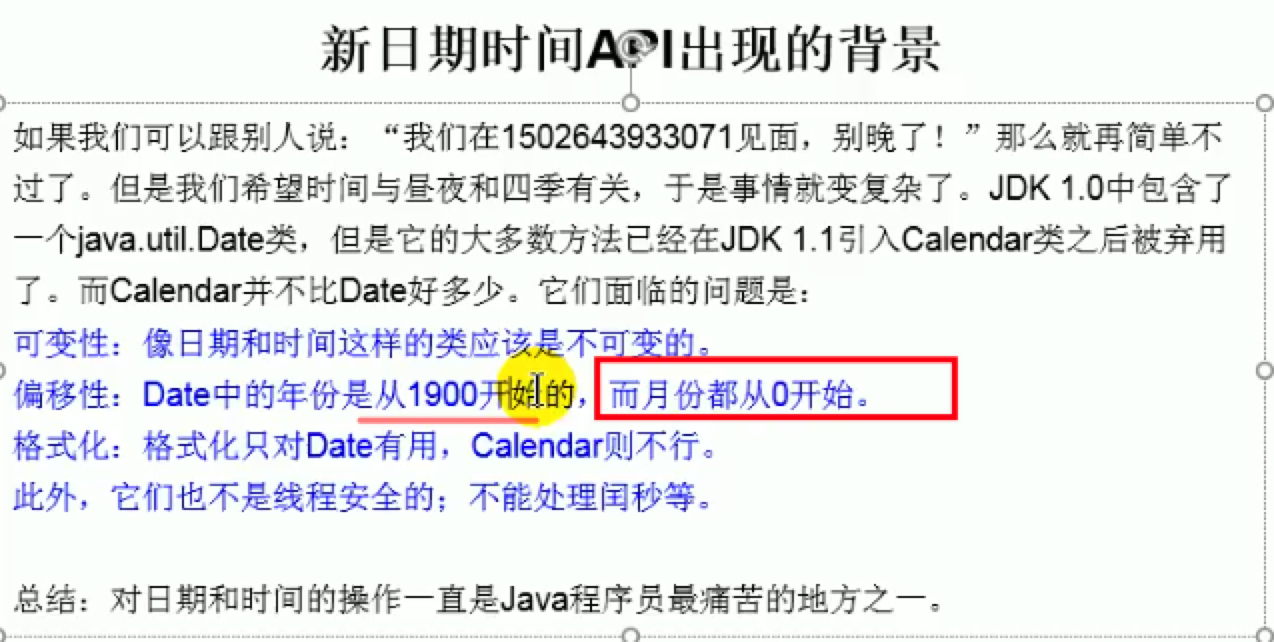 新日期时间API出现的背景
如果我们可以跟别人说：“我们在1502643933071见面，别晚了！”那么就再简单不
过了。但是我们希望时间与昼夜和四季有关，于是事情就变复杂了。JDK 1.0中包含了
一个java.util.Date类，但是它的大多数方法已经在JDK 1.1引入Calendar类之后被弃用
了。而Calendar并不比Date好多少。它们面临的问题是：
可变性：像日期和时间这样的类应该是不可变的。
偏移性：Date中的年份是从1900开始的，而月份都从0开始。
格式化：格式化只对Date有用，Calendar则不行。
此外，它们也不是线程安全的；不能处理闰秒等。
总结：对日期和时间的操作一直是Java程序员最痛苦的地方之一。